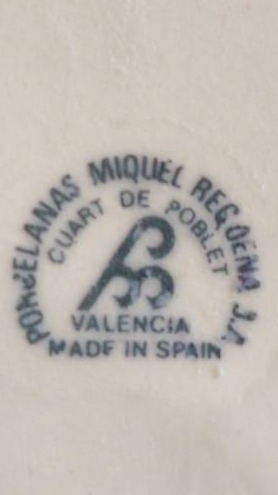 PORCELANAS MIQUEL REQUENA S.A.
CUART DE POBLET
VALENCIA
MADE IN SPAIN